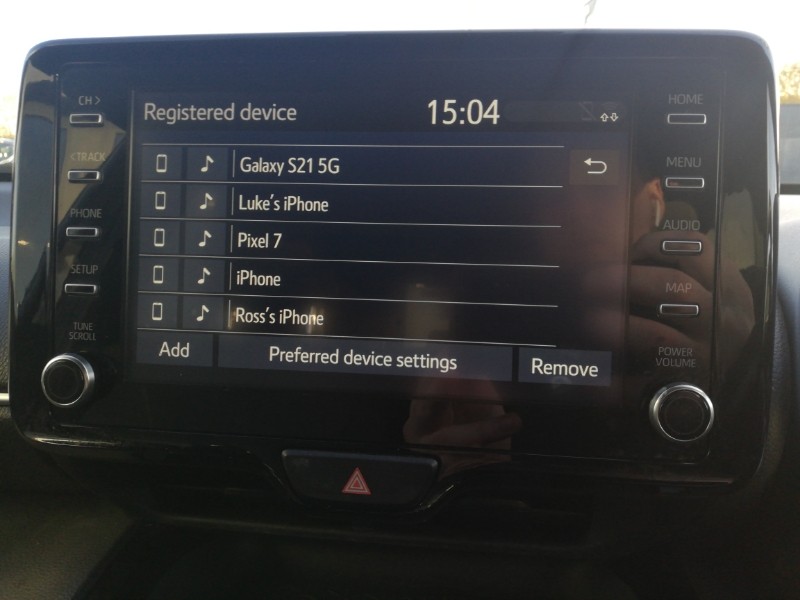 CH >
< TRACK
PHONE
SETUP
TUNE
SCROLL
Registered device
15:04
Galaxy S21 5G
Luke's iPhone
Pixel 7
iPhone
Ross's iPhone
Add
Preferred device settings
Remove
HOME
MENU
AUDIO
MAP
POWER
VOLUME